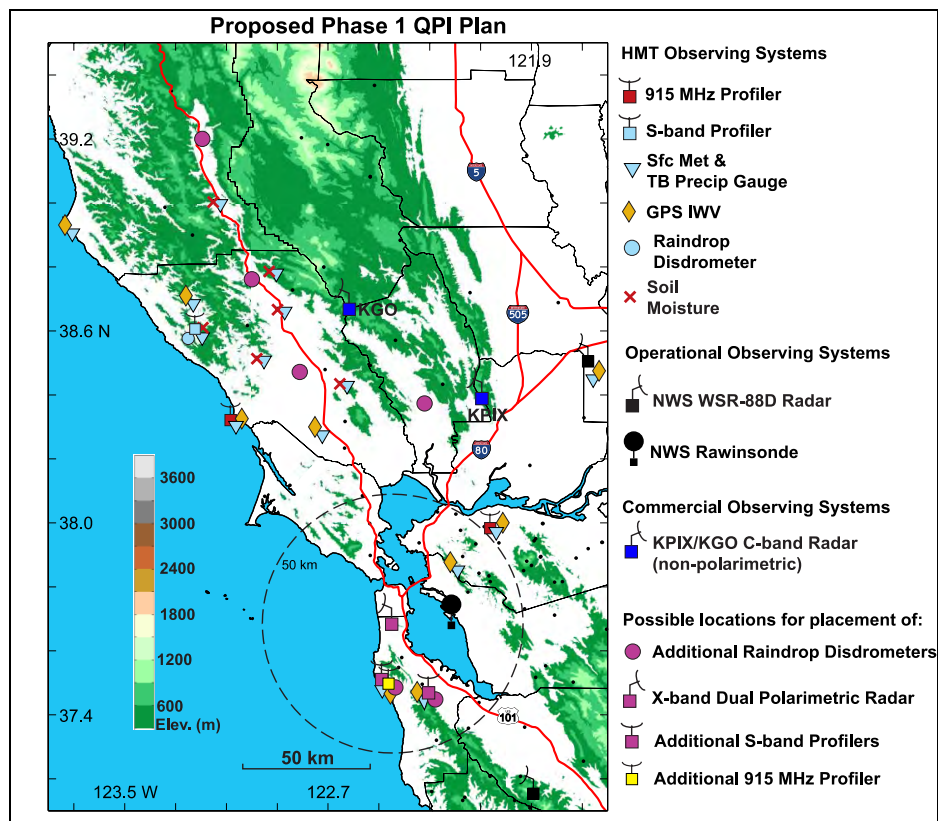 Proposed Phase 1 QPI Plan
121.9
39.2
38.6 N
38.0
37.4
123.5 W
122.7
5
505
80
101
KGO
KPIX
50 km
3600
3000
2400
1800
1200
600
Elev. (m)
50 km
HMT Observing Systems
915 MHz Profiler
S-band Profiler
Sfc Met &
TB Precip Gauge
GPS IWV
Raindrop
Disdrometer
Soil
Moisture
Operational Observing Systems
NWS WSR-88D Radar
NWS Rawinsonde
Commercial Observing Systems
KPIX/KGO C-band Radar
(non-polarimetric)
Possible locations for placement of:
Additional Raindrop Disdrometers
X-band Dual Polarimetric Radar
Additional S-band Profilers
Additional 915 MHz Profiler